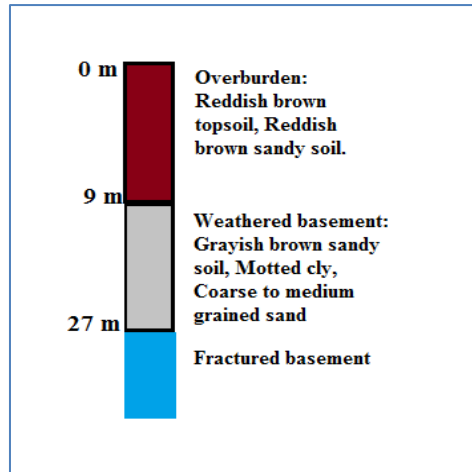 0 m
Overburden:
Reddish brown
topsoil, Reddish
brown sandy soil.
9 m
Weathered basement:
Grayish brown sandy
soil, Motted cly,
Coarse to medium
grained sand
27 m
Fractured basement